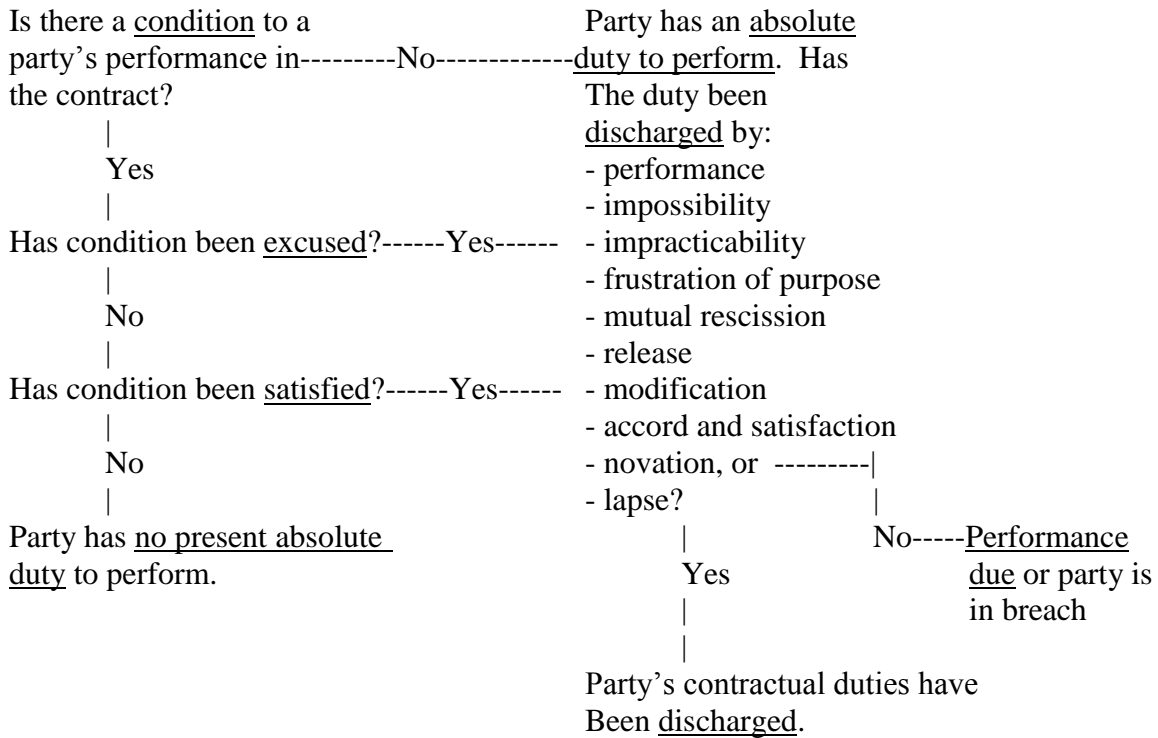 Is there a condition to a Party has an absolute
party’s performance in---------No-------------duty to perform. Has
the contract? The duty been
| discharged by:
Yes - performance
| - impossibility
Has condition been excused?------Yes------ - impracticability
| - frustration of purpose
No - mutual rescission
| - release
Has condition been satisfied?------Yes------ - modification
| - accord and satisfaction
No - novation, or ---------|
| - lapse? |
Party has no present absolute | No-----Performance
duty to perform. Yes due or party is
| in breach
|
Party’s contractual duties have
Been discharged.